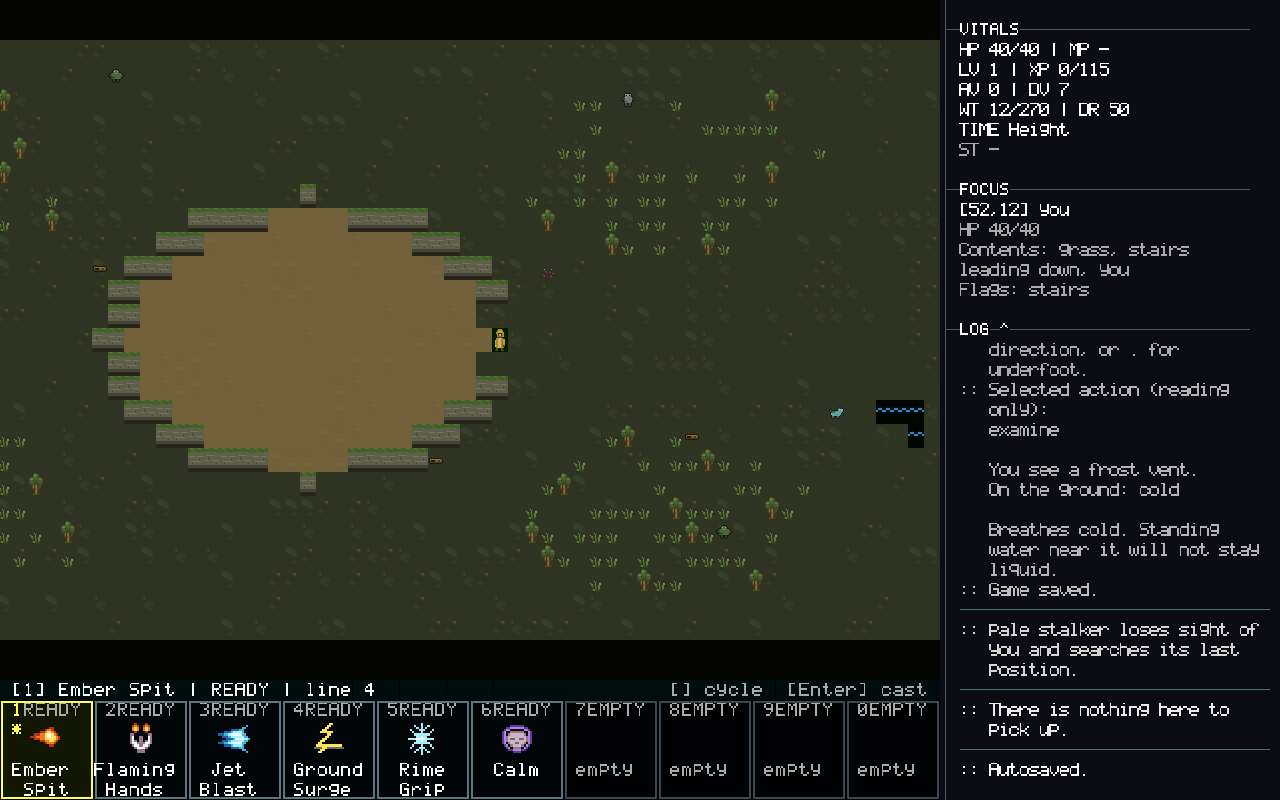 VITALS
HP 40/40 | MP -
LV 1 | XP 0/115
AV 0 | DV 7
WT 12/270 | DR 50
TIME Height
ST -
FOCUS
[52,12] You
HP 40/40
Contents: grass, stairs
leading down, you
Flags: stairs
LOG ^
direction, or . for
underfoot.
:: Selected action (reading
only):
examine
You see a frost vent.
On the ground: cold
Breathes cold. Standing
water near it will not stay
liquid.
:: Game saved.
:: Pale stalker loses sight of
you and searches its last
position.
:: There is nothing here to
pick up.
:: Autosaved.
[1] Ember Spit | READY | line 4
[] cycle [Enter] cast
1READY 2READY 3READY 4READY 5READY 6READY 7EMPTY 8EMPTY 9EMPTY 0EMPTY
*
Ember Flaming Jet Ground Rime Calm empty empty empty empty
Spit Hands Blast Surge Grip